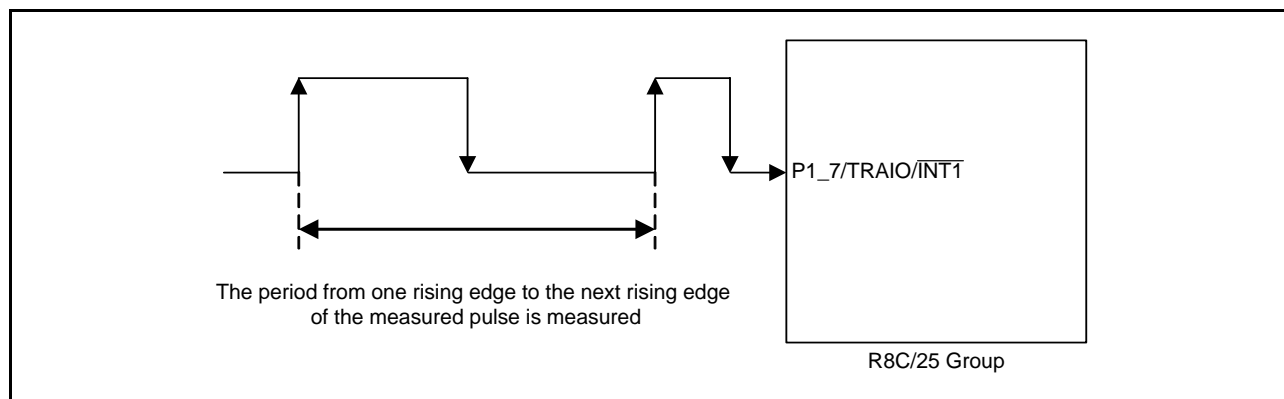 P1_7/TRAIO/INT1
The period from one rising edge to the next rising edge
of the measured pulse is measured
R8C/25 Group